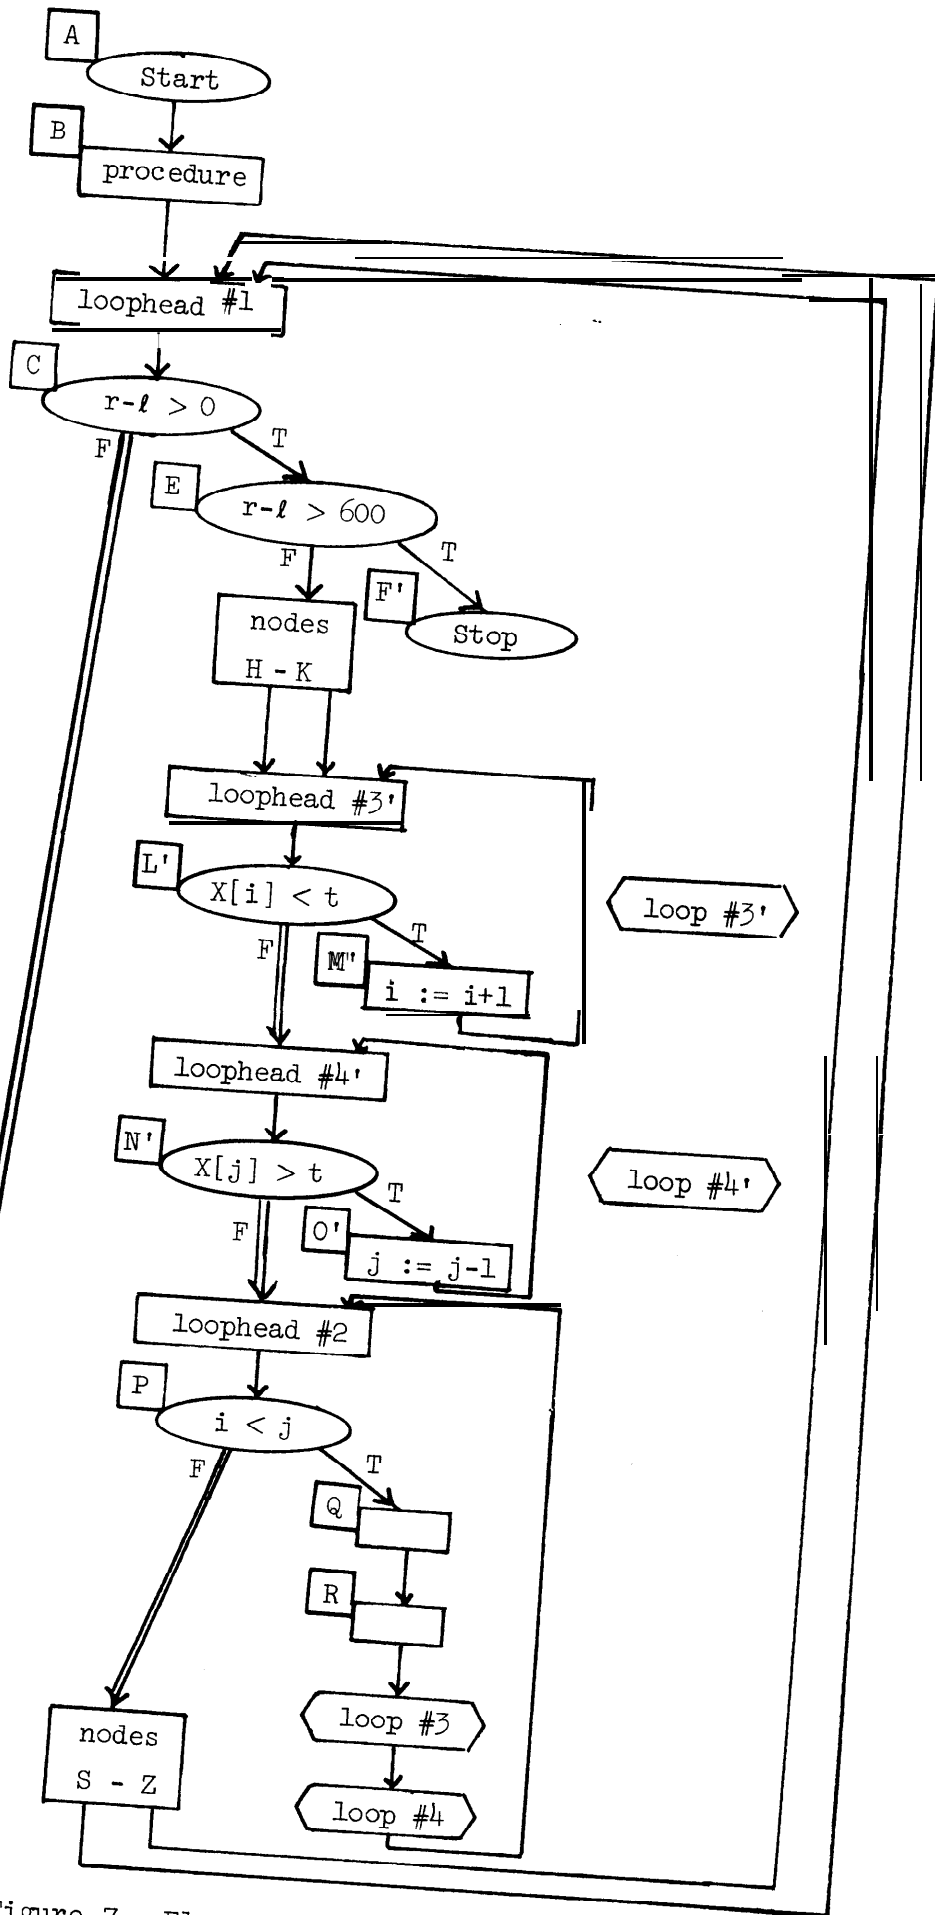 A
Start
B
procedure
loophead #1
C
r-ℓ > 0
F
T
E
r-ℓ > 600
F
T
F'
Stop
nodes
H - K
loophead #3'
L'
X[i] < t
loop #3'
F
T
M'
i := i+1
loophead #4'
N'
X[j] > t
loop #4'
F
T
O'
j := j-1
loophead #2
P
i < j
F
T
Q
R
loop #3
nodes
S - Z
loop #4